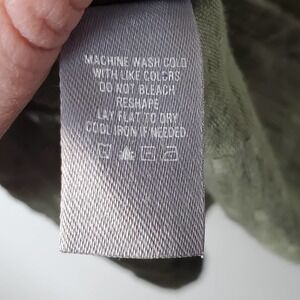 MACHINE WASH COLD
WITH LIKE COLORS
DO NOT BLEACH
RESHAPE
LAY FLAT TO DRY
COOL IRON IF NEEDED